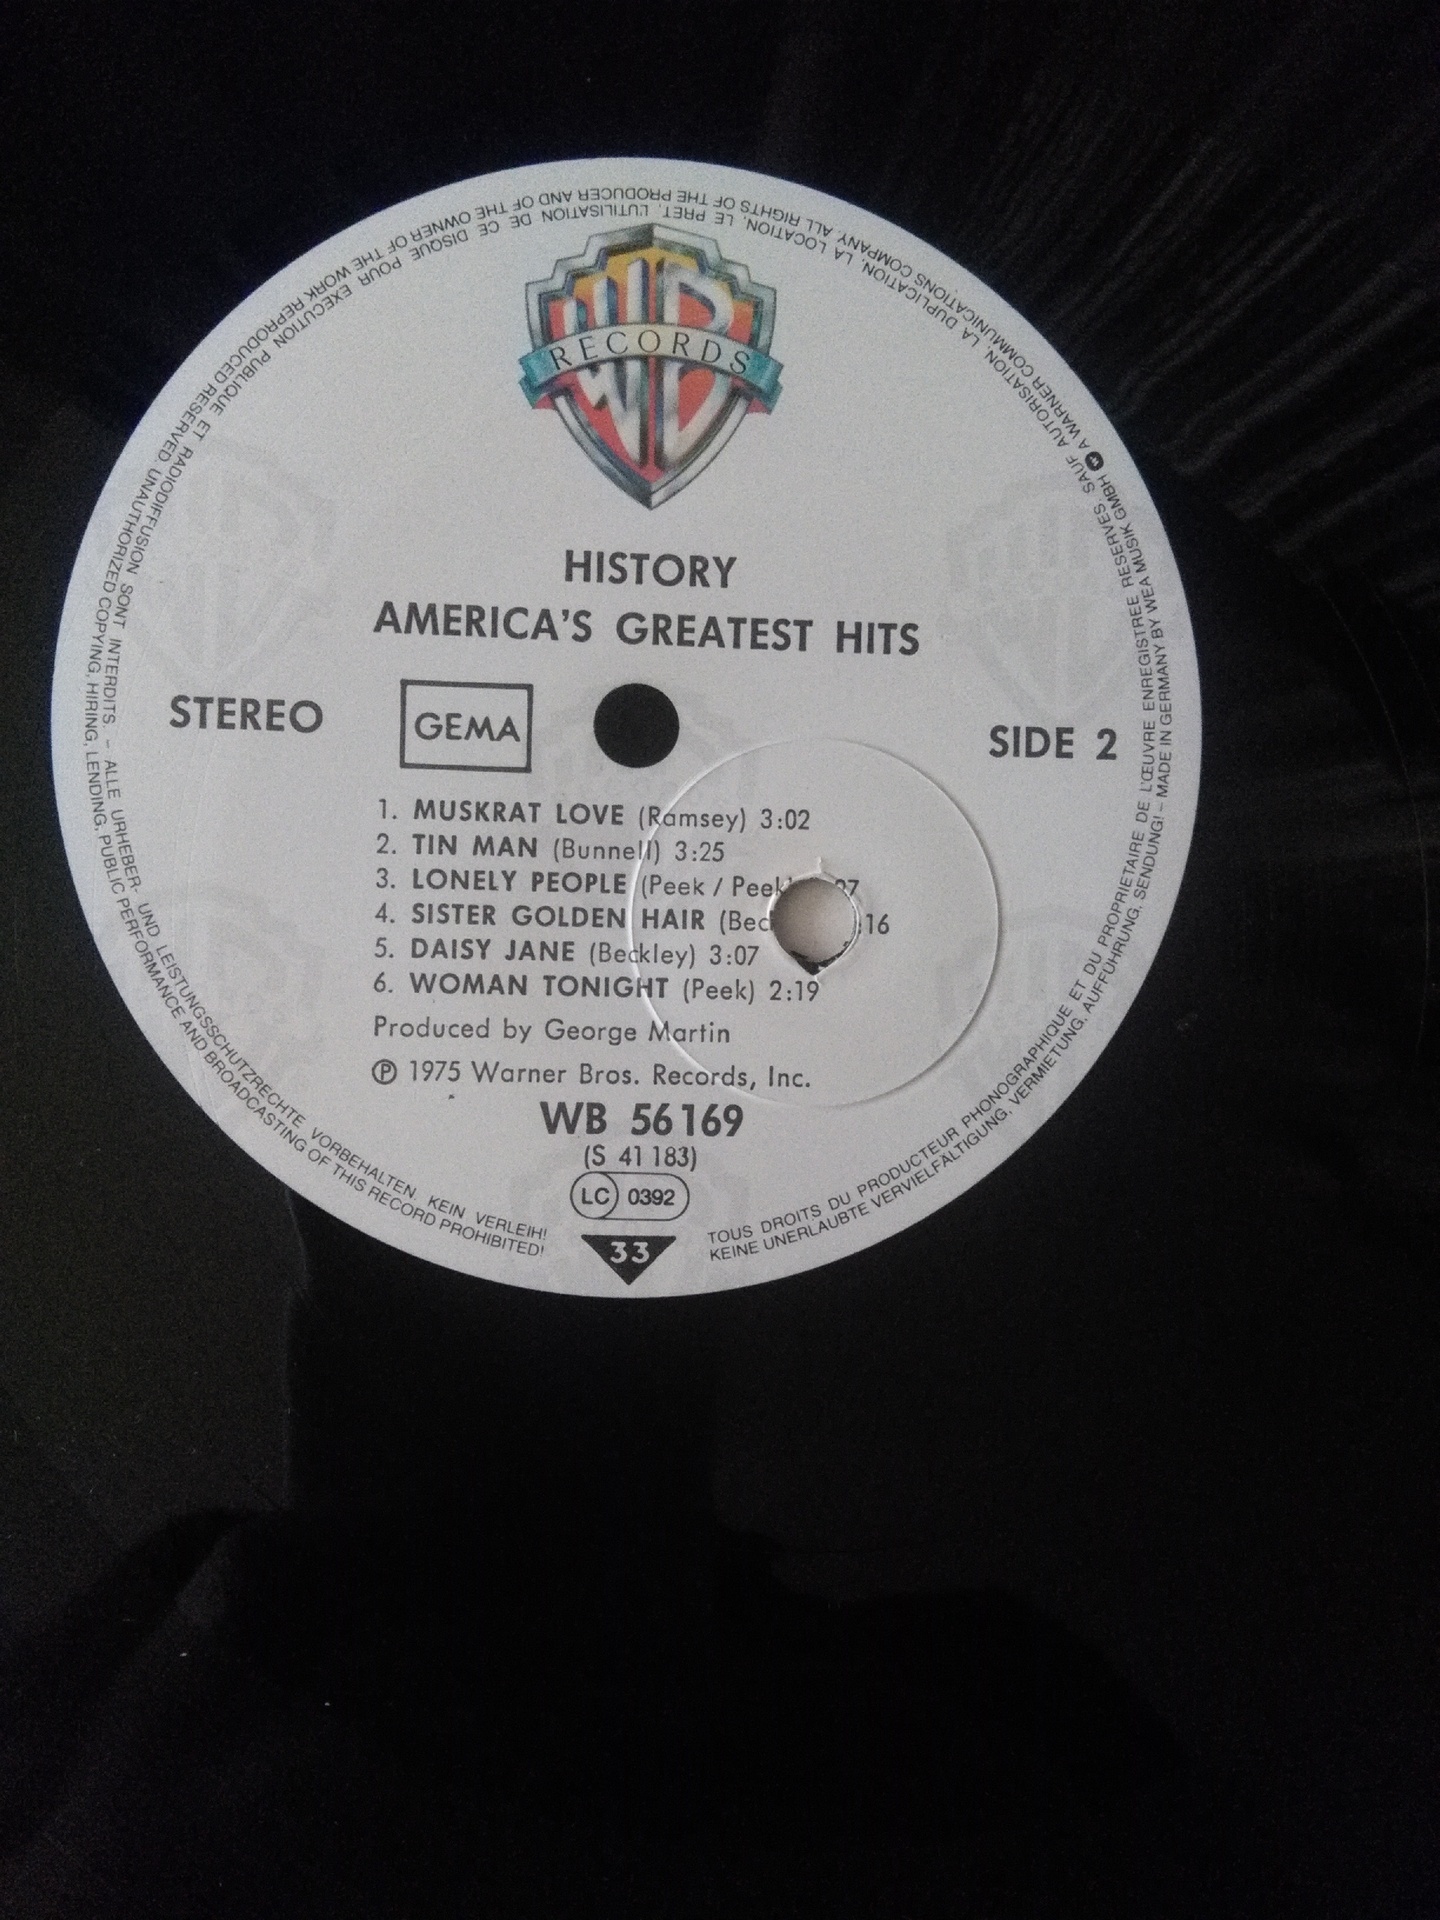 WB
RECORDS
HISTORY
AMERICA'S GREATEST HITS
STEREO
GEMA
SIDE 2
1. MUSKRAT LOVE (Ramsey) 3:02
2. TIN MAN (Bunnell) 3:25
3. LONELY PEOPLE (Peek / Peek 27
4. SISTER GOLDEN HAIR (Bec :16
5. DAISY JANE (Beckley) 3:07
6. WOMAN TONIGHT (Peek) 2:19
Produced by George Martin
℗ 1975 Warner Bros. Records, Inc.
WB 56 169
(S 41 183)
LC 0392
33
TOUS DROITS DU PRODUCTEUR PHONOGRAPHIQUE ET DU PROPRIETAIRE DE L'ŒUVRE ENREGISTREE RESERVES. SAUF AUTORISATION, LA DUPLICATION, LA LOCATION, LE PRET, L'UTILISATION DE CE DISQUE POUR EXECUTION PUBLIQUE ET RADIODIFFUSION SONT INTERDITS. – ALLE URHEBER- UND LEISTUNGSSCHUTZRECHTE VORBEHALTEN. KEIN VERLEIH!
KEINE UNERLAUBTE VERVIELFÄLTIGUNG, VERMIETUNG, AUFFÜHRUNG, SENDUNG! – MADE IN GERMANY BY WEA MUSIK GMBH A WARNER COMMUNICATIONS COMPANY. ALL RIGHTS OF THE PRODUCER AND OF THE OWNER OF THE WORK REPRODUCED RESERVED. UNAUTHORIZED COPYING, HIRING, LENDING, PUBLIC PERFORMANCE AND BROADCASTING OF THIS RECORD PROHIBITED!